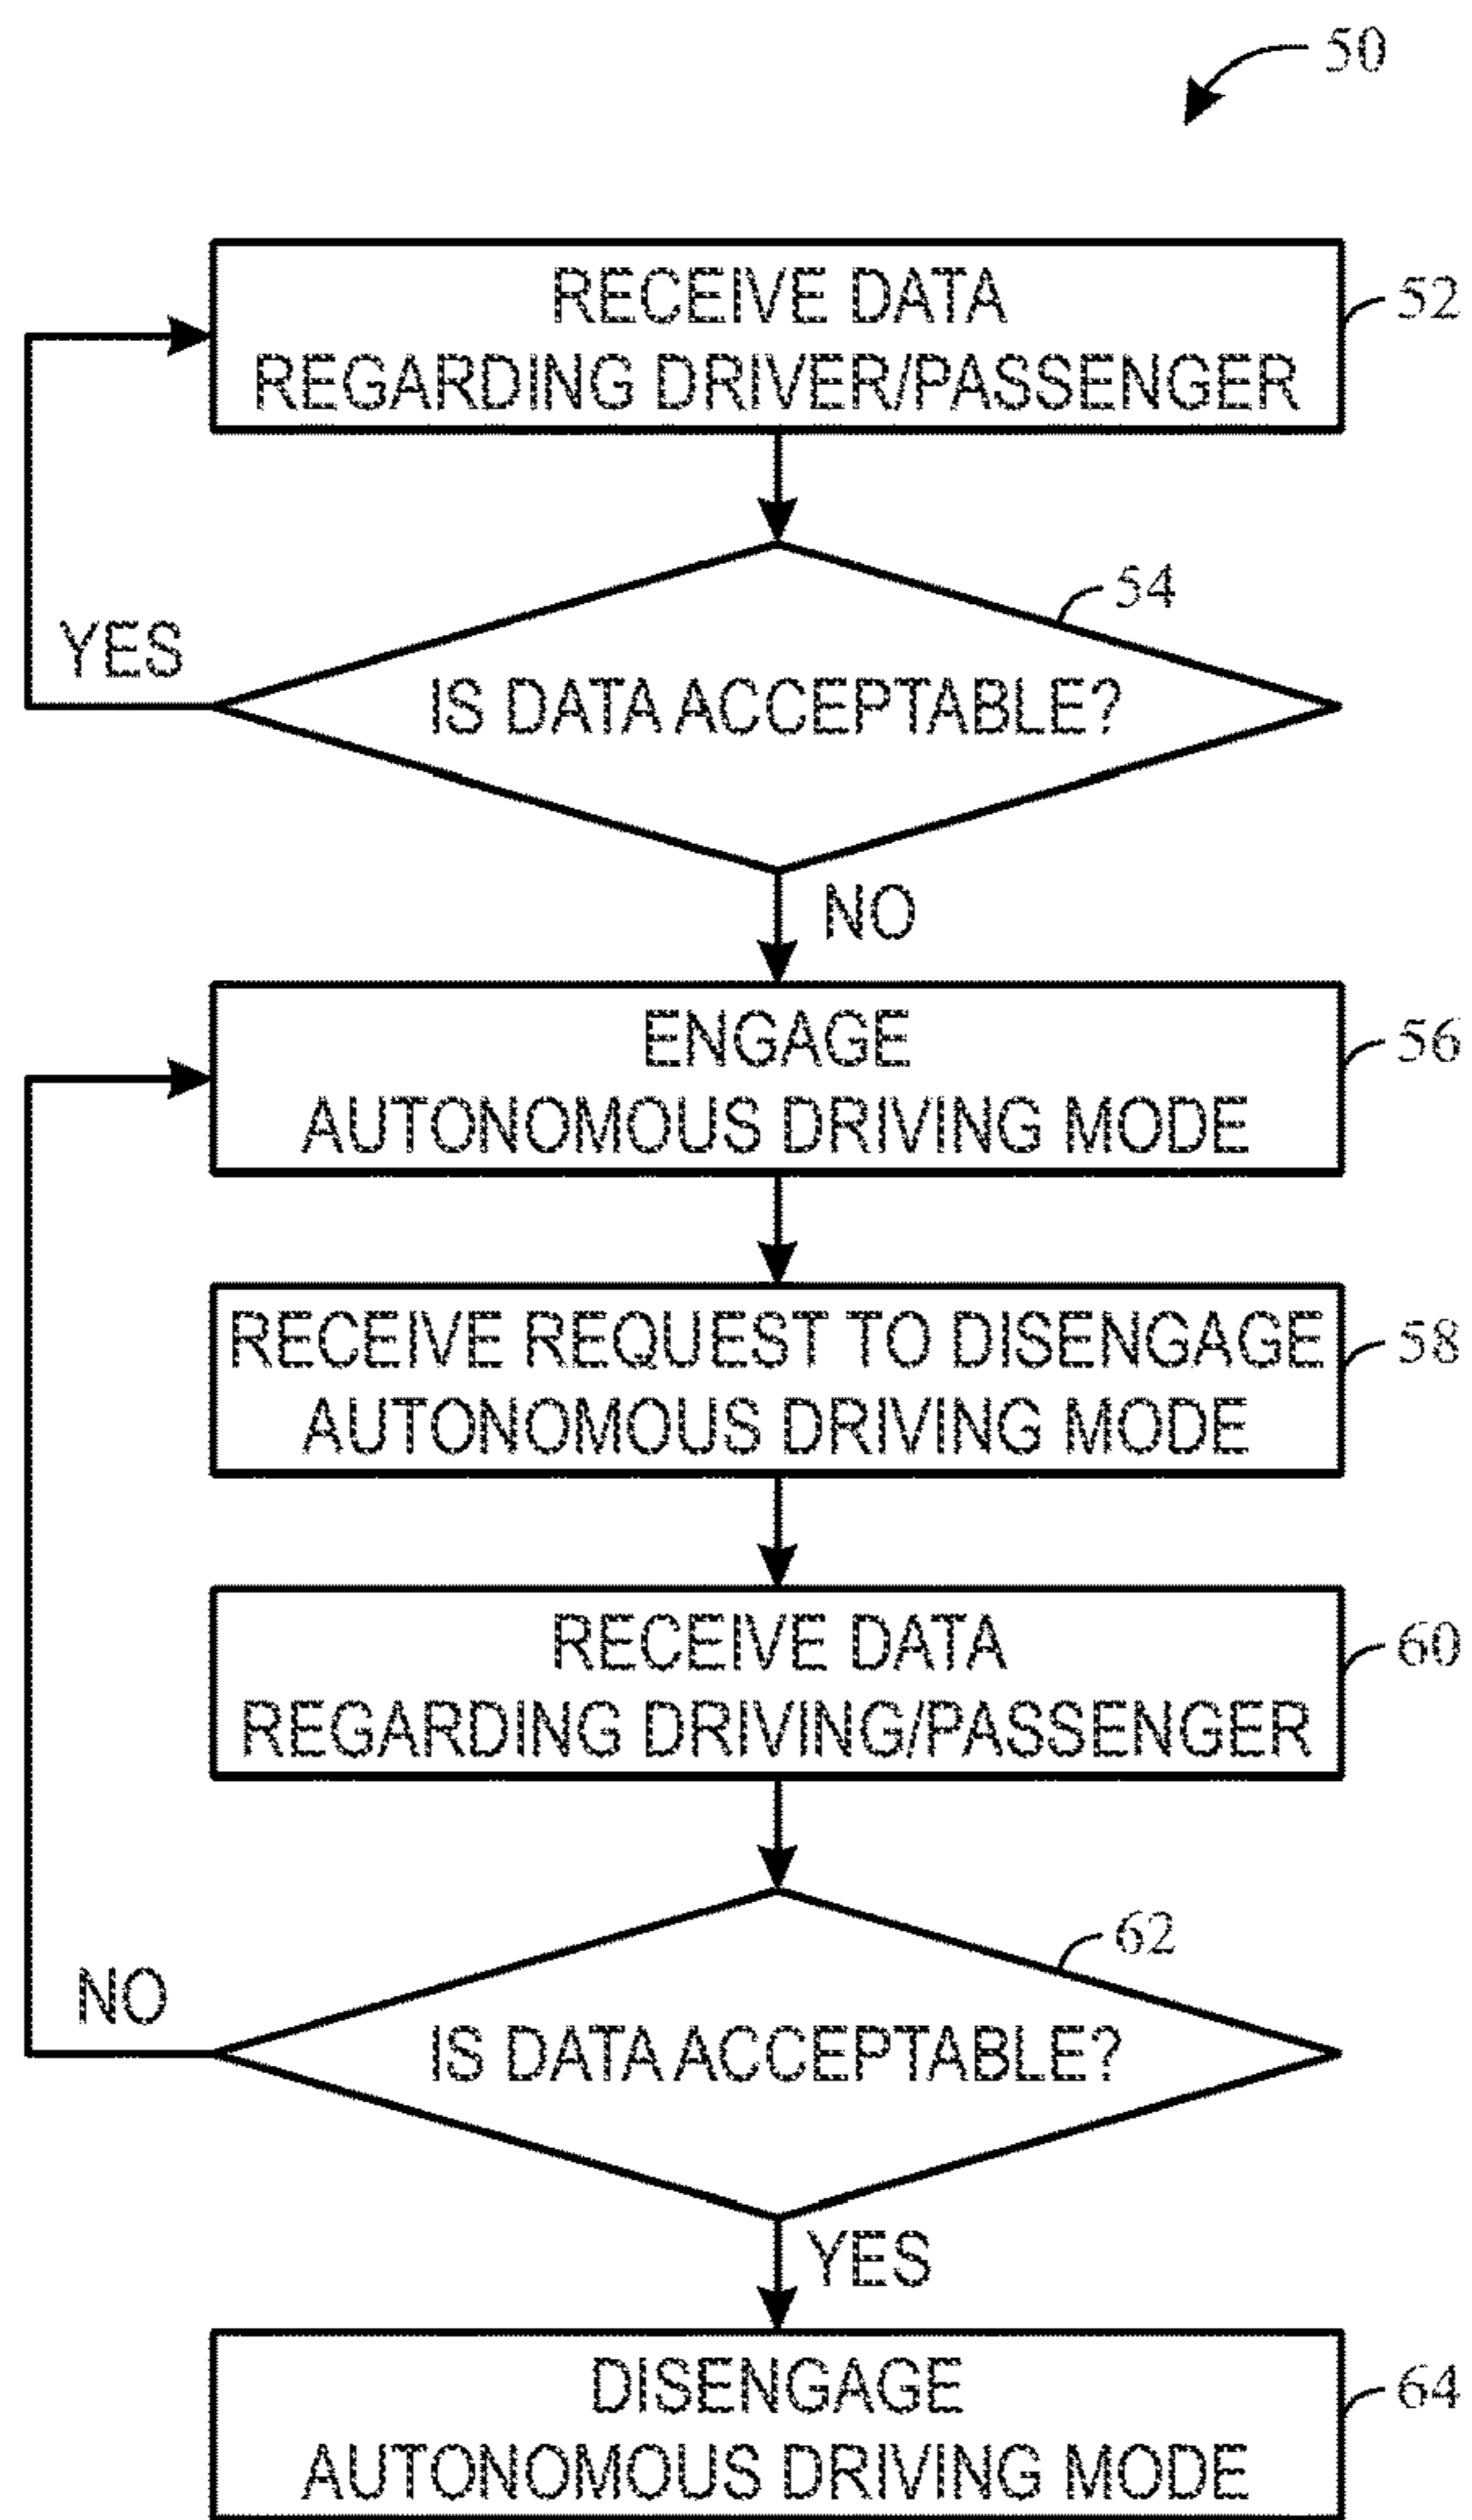 50
RECEIVE DATA
REGARDING DRIVER/PASSENGER
52
54
YES
IS DATA ACCEPTABLE?
NO
ENGAGE
AUTONOMOUS DRIVING MODE
56
RECEIVE REQUEST TO DISENGAGE
AUTONOMOUS DRIVING MODE
58
RECEIVE DATA
REGARDING DRIVING/PASSENGER
60
62
NO
IS DATA ACCEPTABLE?
YES
DISENGAGE
AUTONOMOUS DRIVING MODE
64